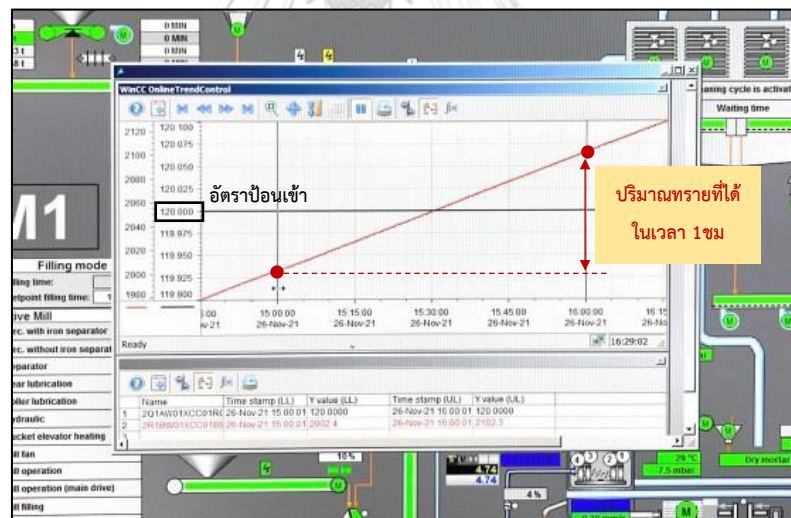 0 MIN
0 MIN
0 MIN
M
M
WinCC OnlineTrendControl
cycle is activat
Waiting time
2120
2100
2080
2060
2040
2020
2000
1980
120 100
120 075
120 050
120 025
120 000
119 975
119 950
119 925
119 900
อัตราป้อนเข้า
ปริมาณทรายที่ได้
ในเวลา 1ชม
M1
Filling mode
lling time:
etpoint filling time:
ive Mill
rc. with iron separator
rc. without iron separat
eparator
ear lubrication
oller lubrication
ydraulic
ucket elevator heating
ill fan
ill operation
ill operation (main drive)
ill filling
15:00:00
15:15:00
15:30:00
15:45:00
16:00:00
26-Nov-21
26-Nov-21
26-Nov-21
26-Nov-21
26-Nov-21
Ready
16:29:02
Name
Time stamp (LL)
Y value (LL)
Time stamp (UL)
Y value (UL)
1
26-Nov-21 15:00:01
120.0000
26-Nov-21 16:00:01
120.0000
2
26-Nov-21 15:00:01
2002.4
26-Nov-21 16:00:01
2102.3
10%
4.74
4.74
4 3 2 1
29 °C
-7.5 mbar
Dry mortar
4%
M